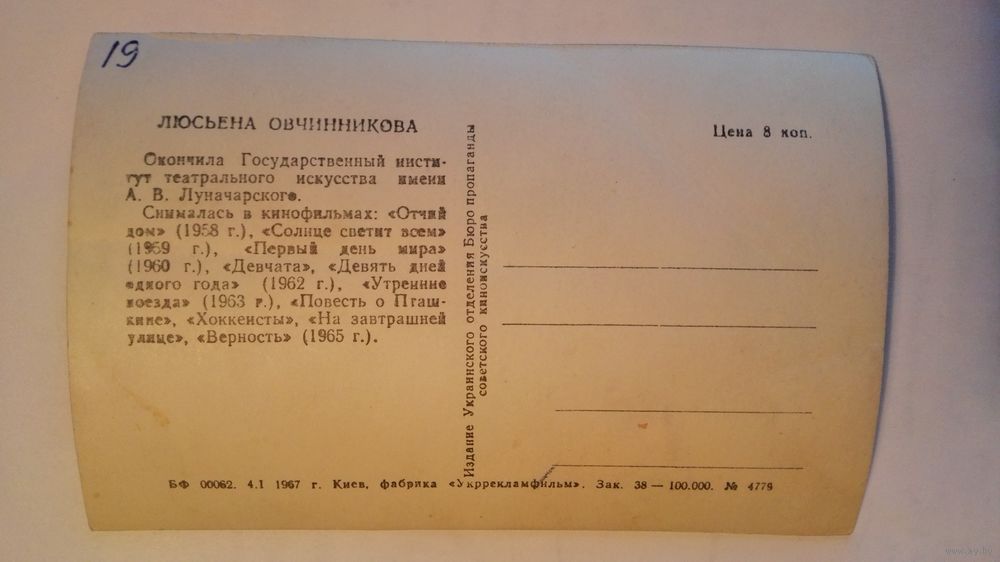 19
ЛЮСЬЕНА ОВЧИННИКОВА
Окончила Государственный инсти-
тут театрального искусства имени
А. В. Луначарского.
Снималась в кинофильмах: «Отчий
дом» (1958 г.), «Солнце светит всем»
(1959 г.), «Первый день мира»
(1960 г.), «Девчата», «Девять дней
одного года» (1962 г.), «Утренние
поезда» (1963 г.), «Повесть о Пташ-
кине», «Хоккеисты», «На завтрашней
улице», «Верность» (1965 г.).
Издание Украинского отделения Бюро пропаганды
советского киноискусства
Цена 8 коп.
БФ 00062. 4.I 1967 г. Киев, фабрика «Укррекламфильм». Зак. 38 — 100.000. № 4779
www.ay.by